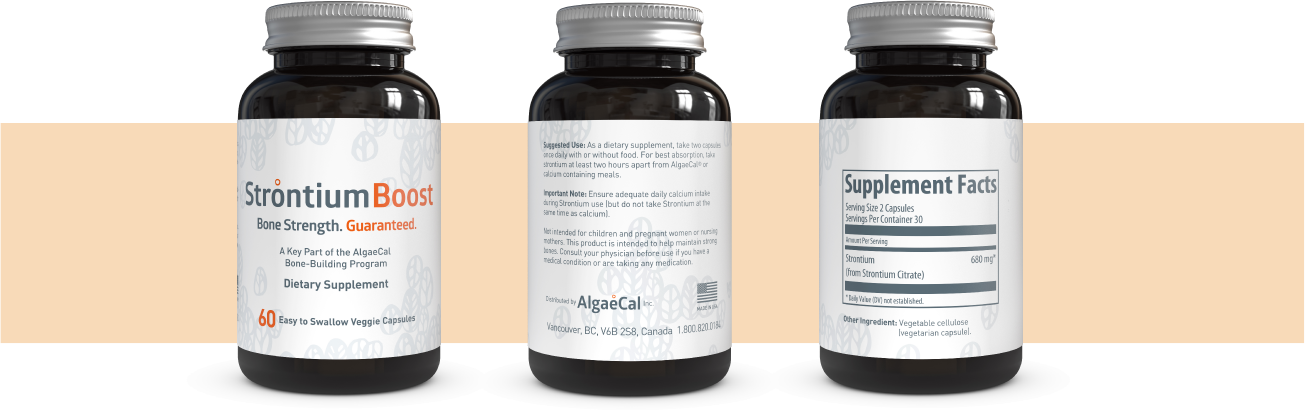 StrontiumBoost
Bone Strength. Guaranteed.
A Key Part of the AlgaeCal
Bone-Building Program
Dietary Supplement
60 Easy to Swallow Veggie Capsules
Suggested Use: As a dietary supplement, take two capsules
once daily with or without food. For best absorption, take
strontium at least two hours apart from AlgaeCal® or
calcium containing meals.
Important Note: Ensure adequate daily calcium intake
during Strontium use (but do not take Strontium at the
same time as calcium).
Not intended for children and pregnant women or nursing
mothers. This product is intended to help maintain strong
bones. Consult your physician before use if you have a
medical condition or are taking any medication.
Distributed by AlgaeCal Inc.
MADE IN USA
Vancouver, BC, V6B 2S8, Canada 1.800.820.0184
Supplement Facts
Serving Size 2 Capsules
Servings Per Container 30
Amount Per Serving
Strontium 680 mg*
(from Strontium Citrate)
* Daily Value (DV) not established.
Other Ingredient: Vegetable cellulose
(vegetarian capsule).